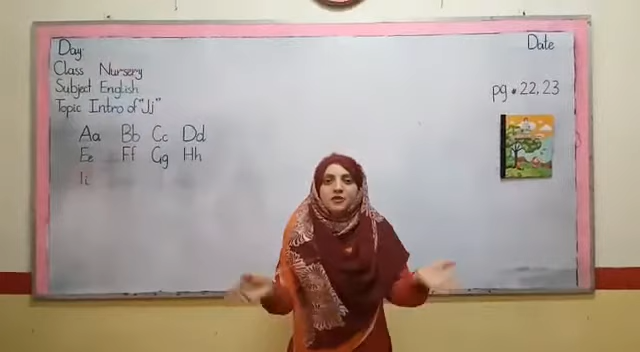 Day
Date
Class Nursery
Subject English
Topic Intro of "Jj"
pg. 22, 23
Aa Bb Cc Dd
Ee Ff Gg Hh
Ii